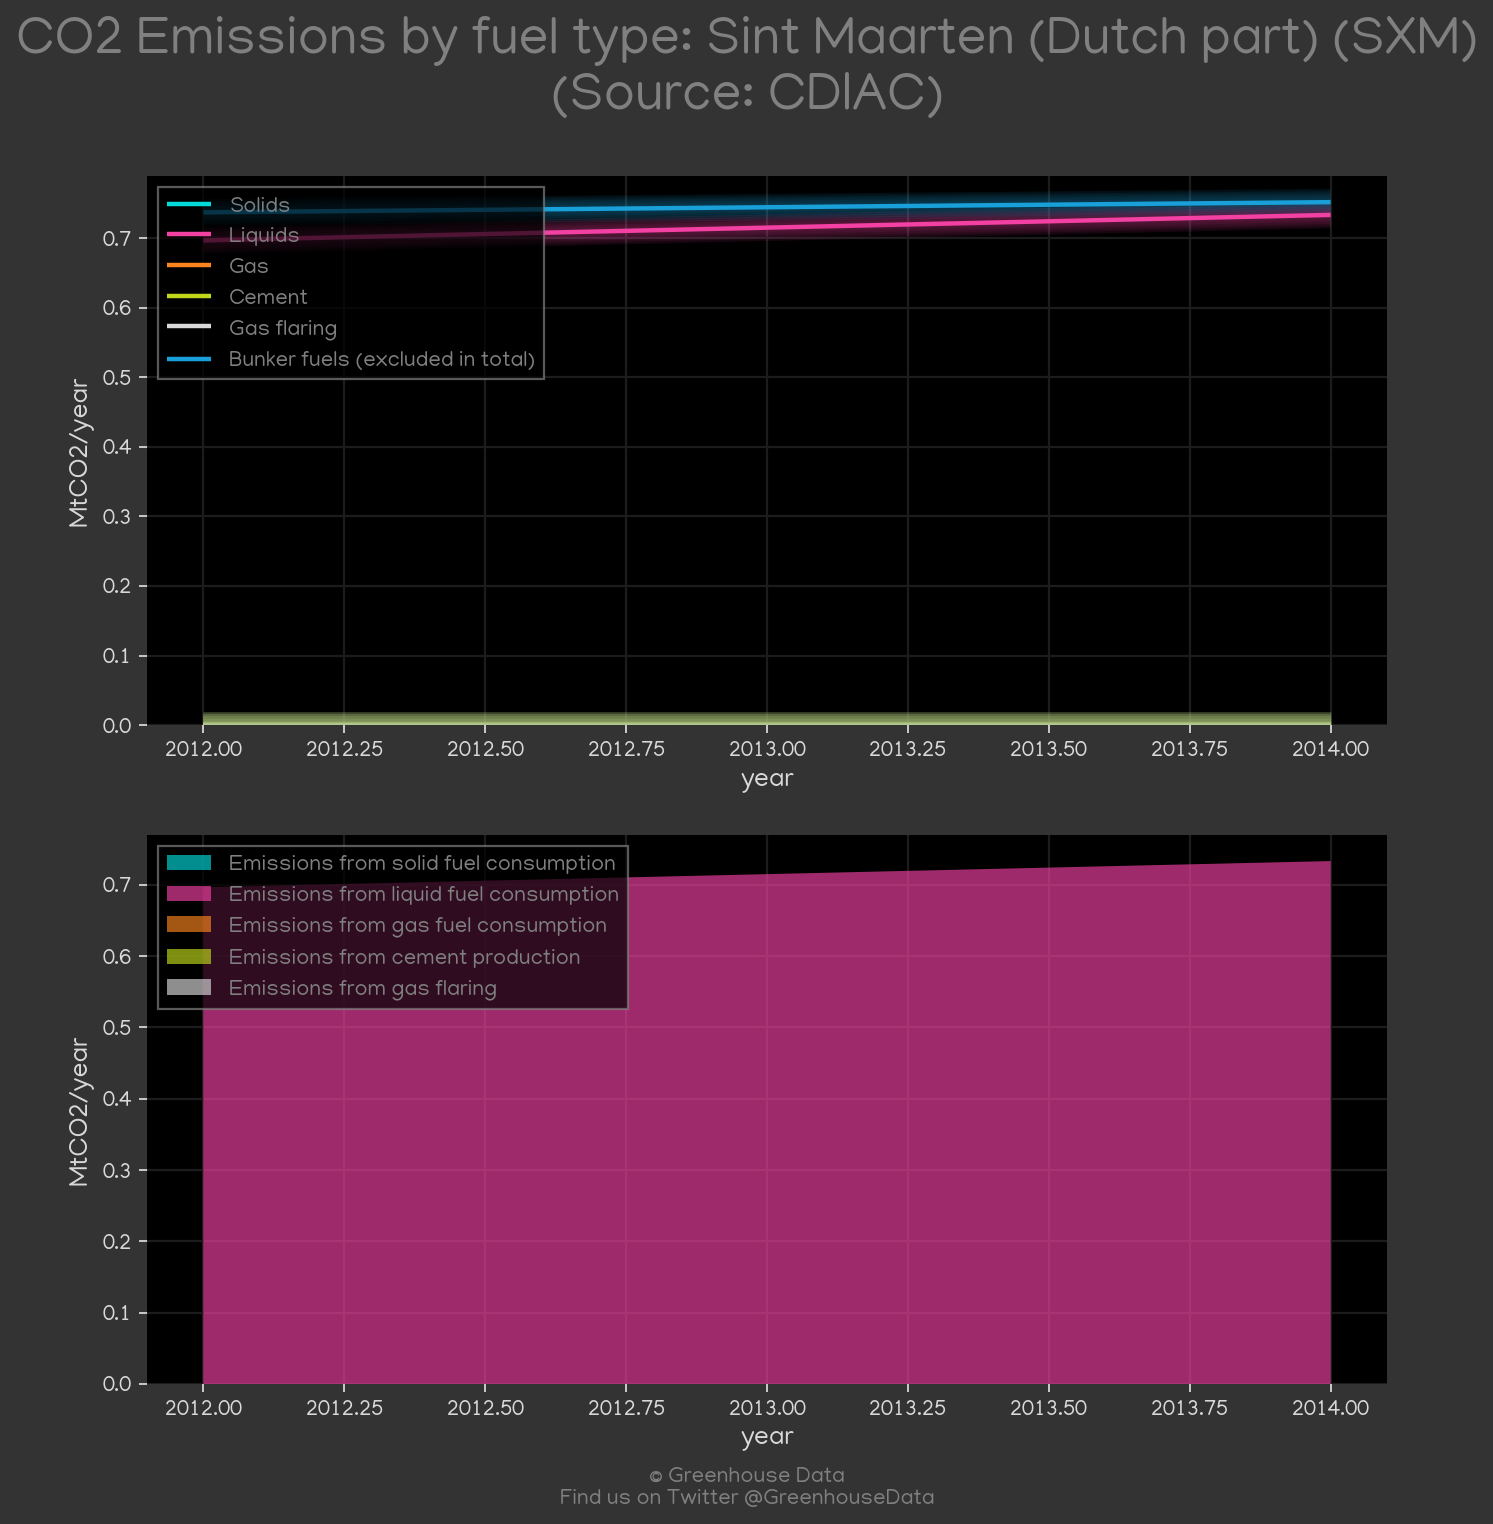 CO2 Emissions by fuel type: Sint Maarten (Dutch part) (SXM)
(Source: CDIAC)
Solids
Liquids
Gas
Cement
Gas flaring
Bunker fuels (excluded in total)
MtCO2/year
0.7
0.6
0.5
0.4
0.3
0.2
0.1
0.0
2012.00 2012.25 2012.50 2012.75 2013.00 2013.25 2013.50 2013.75 2014.00
year
Emissions from solid fuel consumption
Emissions from liquid fuel consumption
Emissions from gas fuel consumption
Emissions from cement production
Emissions from gas flaring
MtCO2/year
0.7
0.6
0.5
0.4
0.3
0.2
0.1
0.0
2012.00 2012.25 2012.50 2012.75 2013.00 2013.25 2013.50 2013.75 2014.00
year
© Greenhouse Data
Find us on Twitter @GreenhouseData